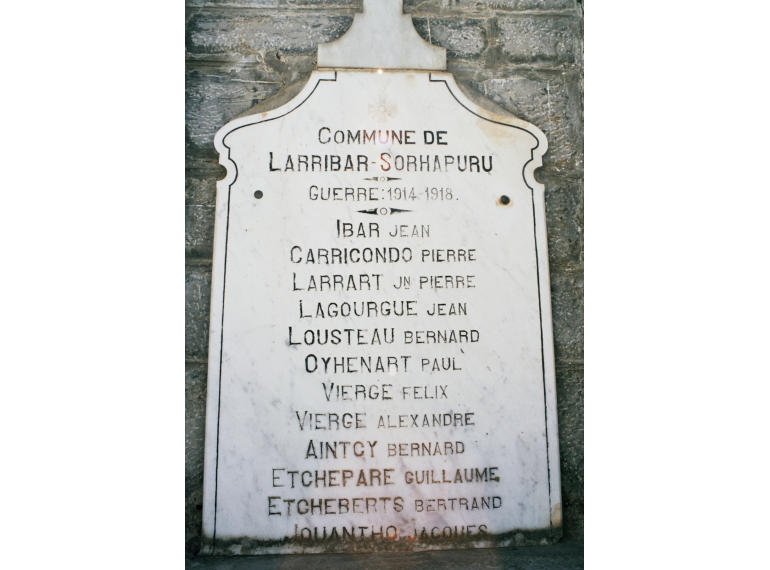 COMMUNE DE
LARRIBAR-SORHAPURU
GUERRE:1914-1918.
IBAR JEAN
CARRICONDO PIERRE
LARRART JN PIERRE
LAGOURGUE JEAN
LOUSTEAU BERNARD
OYHENART PAUL
VIERGE FELIX
VIERGE ALEXANDRE
AINTCY BERNARD
ETCHEPARE GUILLAUME
ETCHEBERTS BERTRAND
JOUANTHO JACQUES